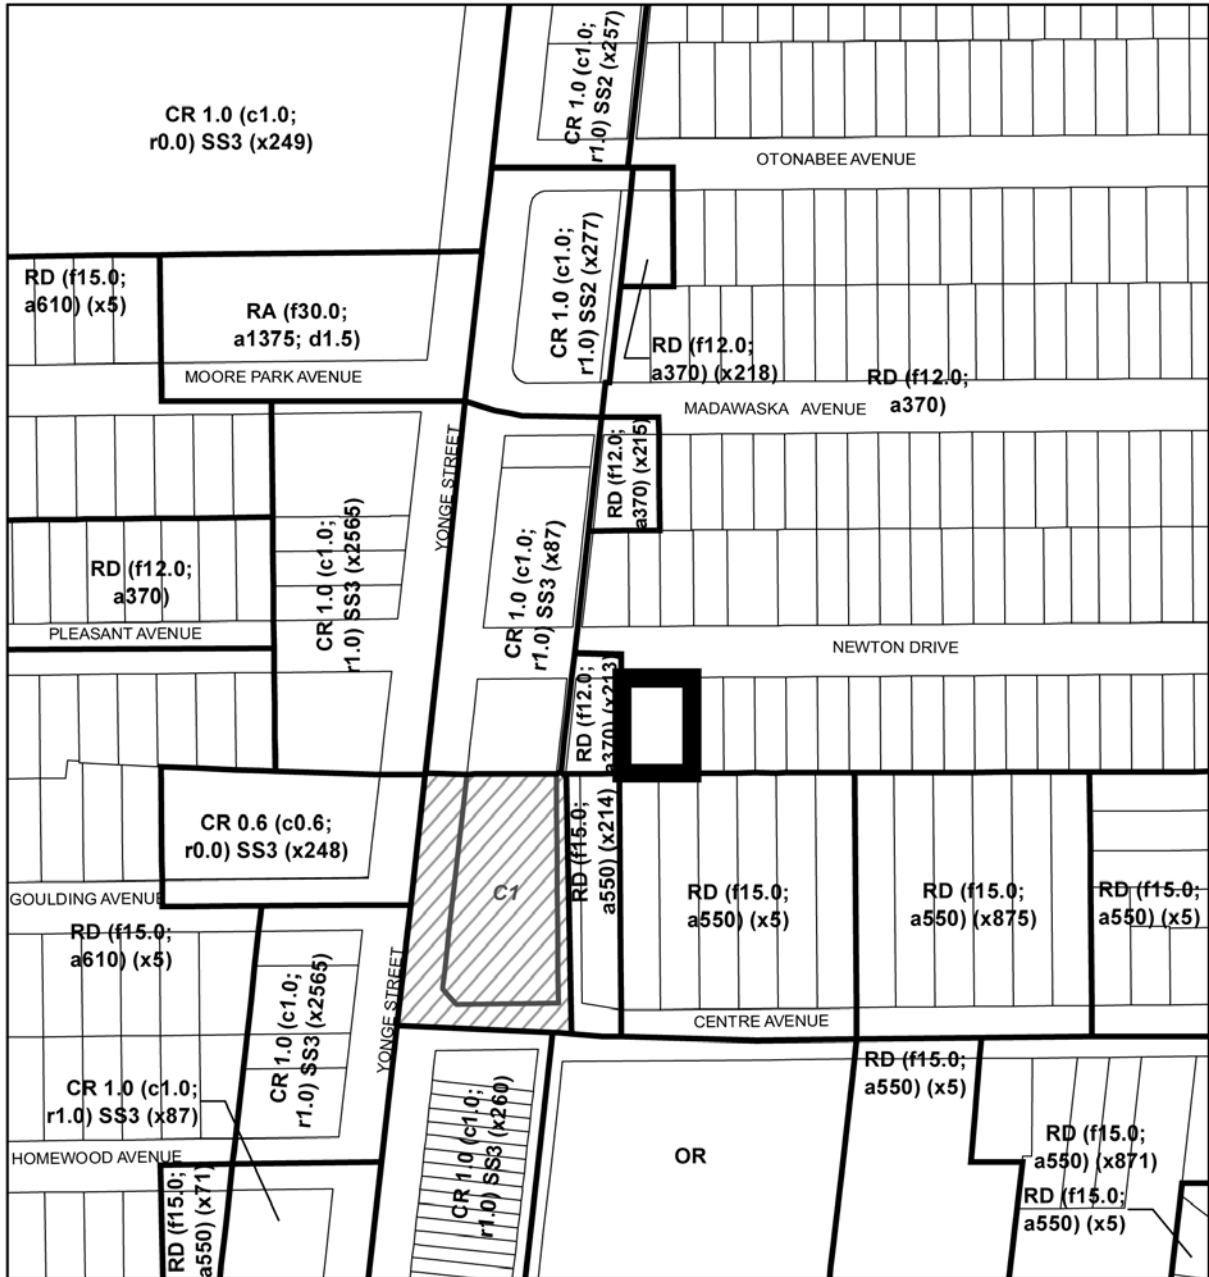 CR 1.0 (c1.0;
r1.0) SS2 (x257)
CR 1.0 (c1.0;
r0.0) SS3 (x249)
OTONABEE AVENUE
CR 1.0 (c1.0;
r1.0) SS2 (x277)
RD (f15.0;
a610) (x5)
RA (f30.0;
a1375; d1.5)
RD (f12.0;
a370) (x218)
MOORE PARK AVENUE
RD (f12.0;
a370)
MADAWASKA AVENUE
YONGE STREET
RD (f12.0;
a370) (x215)
CR 1.0 (c1.0;
r1.0) SS3 (x2565)
CR 1.0 (c1.0;
r1.0) SS3 (x87)
RD (f12.0;
a370)
PLEASANT AVENUE
NEWTON DRIVE
RD (f12.0;
a370) (x213)
CR 0.6 (c0.6;
r0.0) SS3 (x248)
C1
RD (f15.0;
a550) (x214)
RD (f15.0;
a550) (x5)
RD (f15.0;
a550) (x875)
RD (f15.0;
a550) (x5)
GOULDING AVENUE
RD (f15.0;
a610) (x5)
CR 1.0 (c1.0;
r1.0) SS3 (x2565)
YONGE STREET
CENTRE AVENUE
CR 1.0 (c1.0;
r1.0) SS3 (x87)
CR 1.0 (c1.0;
r1.0) SS3 (x260)
RD (f15.0;
a550) (x5)
OR
RD (f15.0;
a550) (x871)
HOMEWOOD AVENUE
RD (f15.0;
a550) (x71)
RD (f15.0;
a550) (x5)